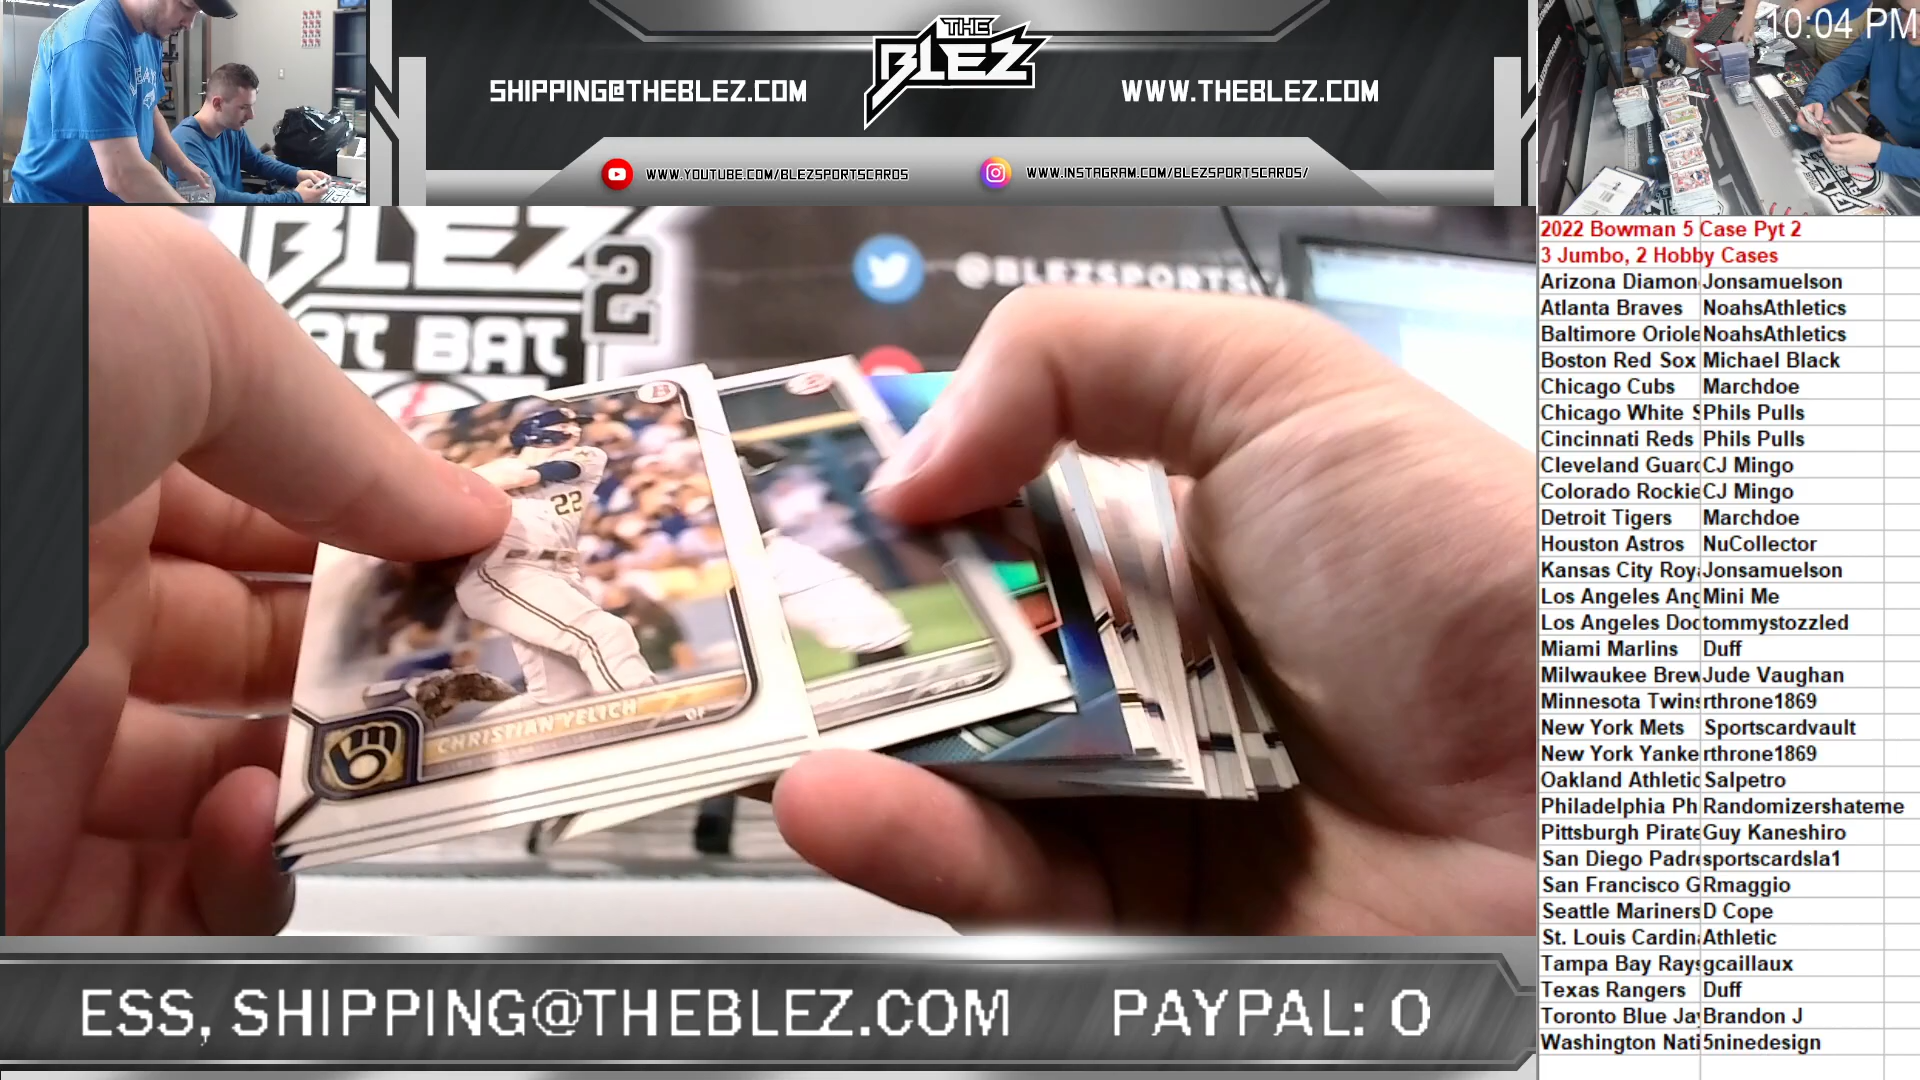 THE
BLEZ
SHIPPING@THEBLEZ.COM
WWW.THEBLEZ.COM
WWW.YOUTUBE.COM/BLEZSPORTSCARDS
WWW.INSTAGRAM.COM/BLEZSPORTSCARDS/
10:04 PM
BLEZ
2
AT BAT
@BLEZSPORTSC
22
CHRISTIAN YELICH
OF
2022 Bowman 5 Case Pyt 2
3 Jumbo, 2 Hobby Cases
Arizona Diamon Jonsamuelson
Atlanta Braves NoahsAthletics
Baltimore Oriole NoahsAthletics
Boston Red Sox Michael Black
Chicago Cubs Marchdoe
Chicago White S Phils Pulls
Cincinnati Reds Phils Pulls
Cleveland Guard CJ Mingo
Colorado Rockie CJ Mingo
Detroit Tigers Marchdoe
Houston Astros NuCollector
Kansas City Roya Jonsamuelson
Los Angeles Ang Mini Me
Los Angeles Dod tommystozzled
Miami Marlins Duff
Milwaukee Brew Jude Vaughan
Minnesota Twins rthrone1869
New York Mets Sportscardvault
New York Yanke rthrone1869
Oakland Athletic Salpetro
Philadelphia Ph Randomizershateme
Pittsburgh Pirate Guy Kaneshiro
San Diego Padre sportscardsla1
San Francisco G Rmaggio
Seattle Mariners D Cope
St. Louis Cardina Athletic
Tampa Bay Rays gcaillaux
Texas Rangers Duff
Toronto Blue Jay Brandon J
Washington Nati 5ninedesign
ESS, SHIPPING@THEBLEZ.COM PAYPAL: O